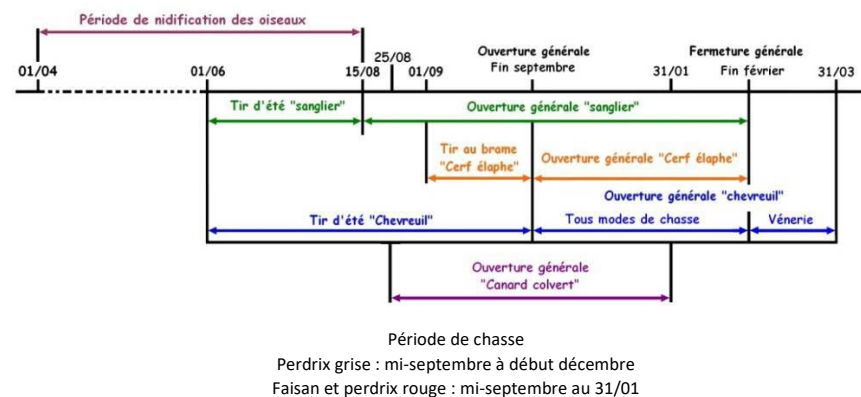 Période de nidification des oiseaux
25/08
Ouverture générale
Fin septembre
Fermeture générale
Fin février
01/04
01/06
15/08
01/09
31/01
31/03
Tir d'été "sanglier"
Ouverture générale "sanglier"
Tir au brame
"Cerf élaphe"
Ouverture générale "Cerf élaphe"
Ouverture générale "chevreuil"
Tir d'été "Chevreuil"
Tous modes de chasse
Vénerie
Ouverture générale
"Canard colvert"
Période de chasse
Perdrix grise : mi-septembre à début décembre
Faisan et perdrix rouge : mi-septembre au 31/01